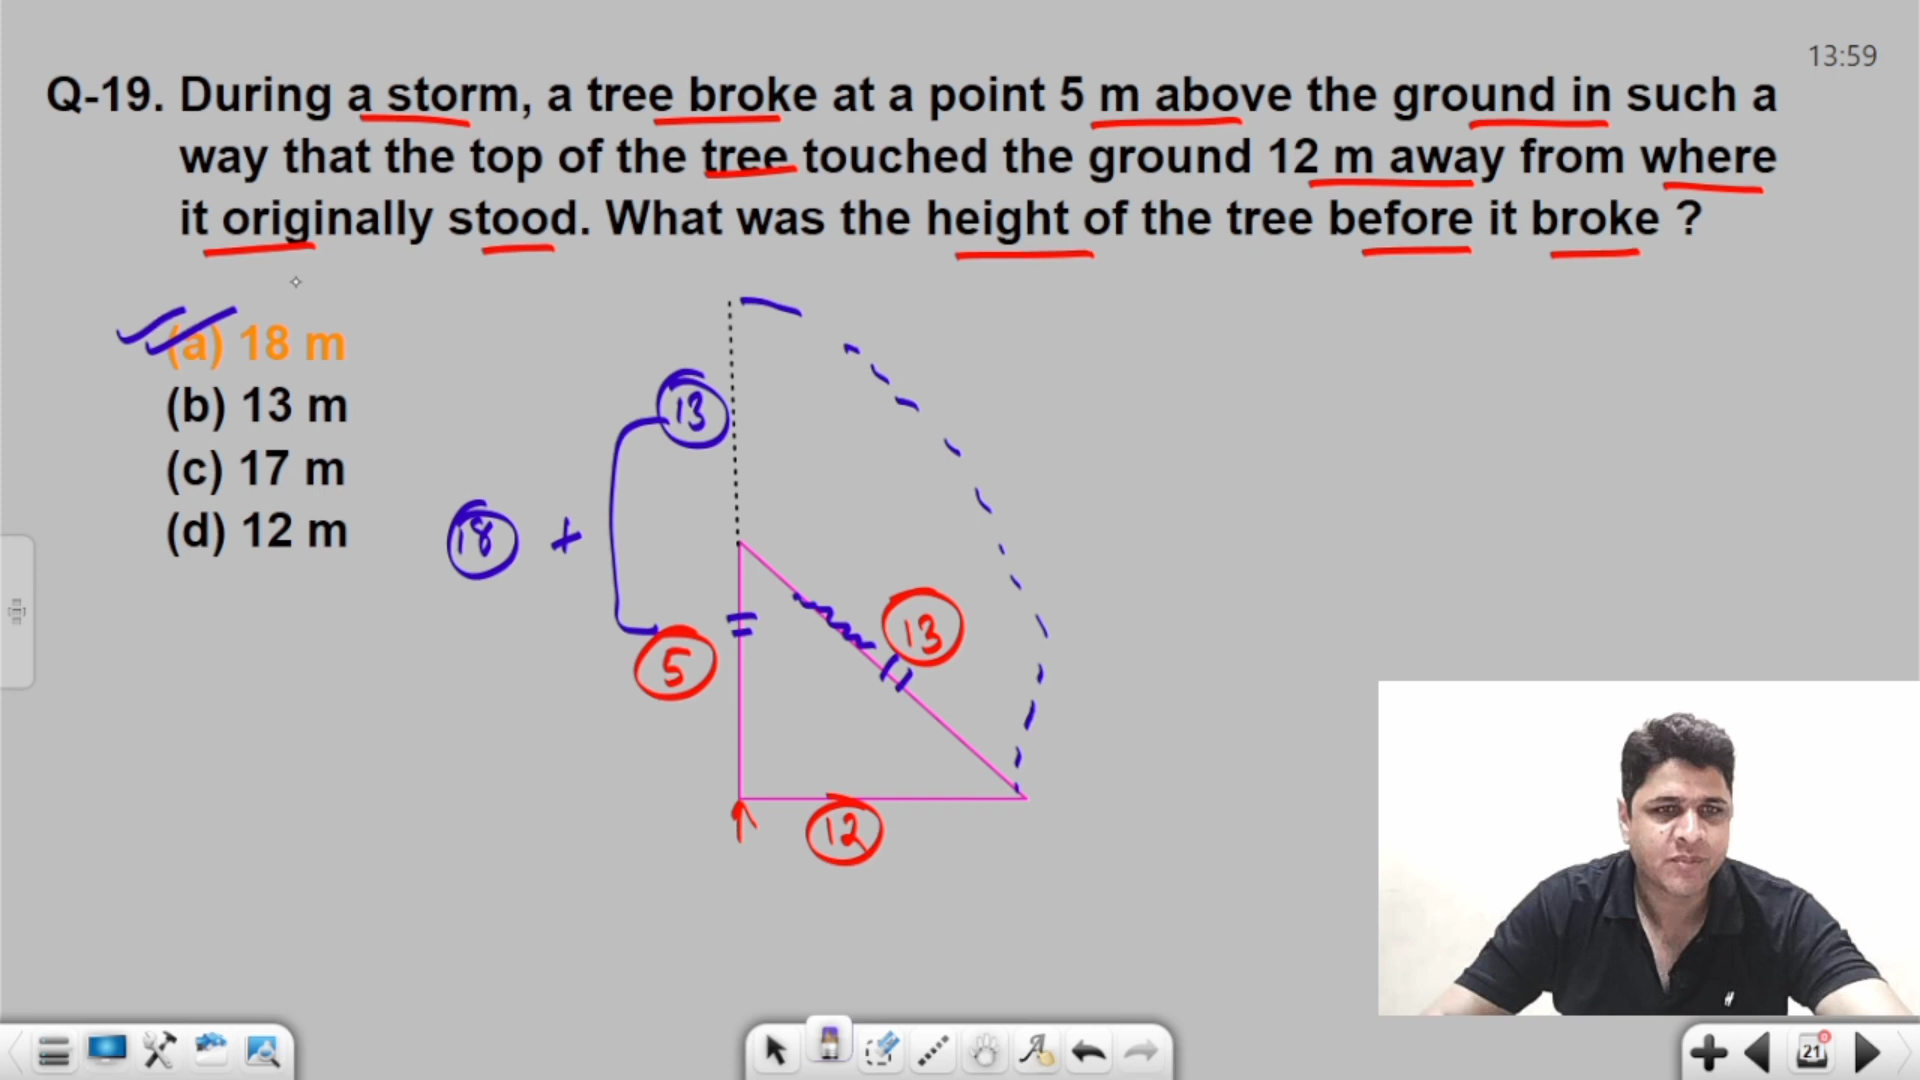 13:59
Q-19. During a storm, a tree broke at a point 5 m above the ground in such a
way that the top of the tree touched the ground 12 m away from where
it originally stood. What was the height of the tree before it broke ?
(a) 18 m
(b) 13 m
(c) 17 m
(d) 12 m
13
18 +
5
13
12
21
0